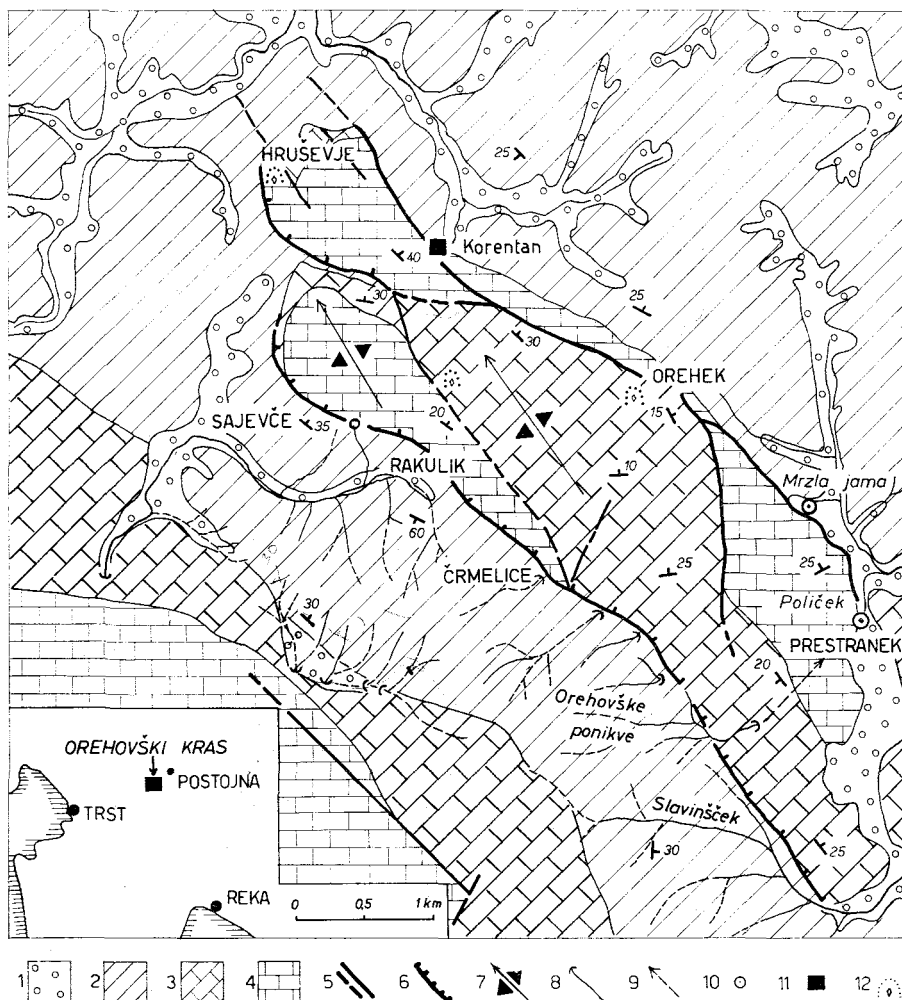 25
HRUŠEVJE
Korentan
40
30
25
30
OREHEK
15
SAJEVČE
35
20
RAKULIK
10
Mrzla jama
60
ČRMELICE
25
25
Poliček
PRESTRANEK
30
20
Orehovške
ponikve
OREHOVŠKI KRAS
POSTOJNA
TRST
Slavinšček
30
25
REKA
0 0,5 1 km
1 2 3 4 5 6 7 8 9 10 11 12